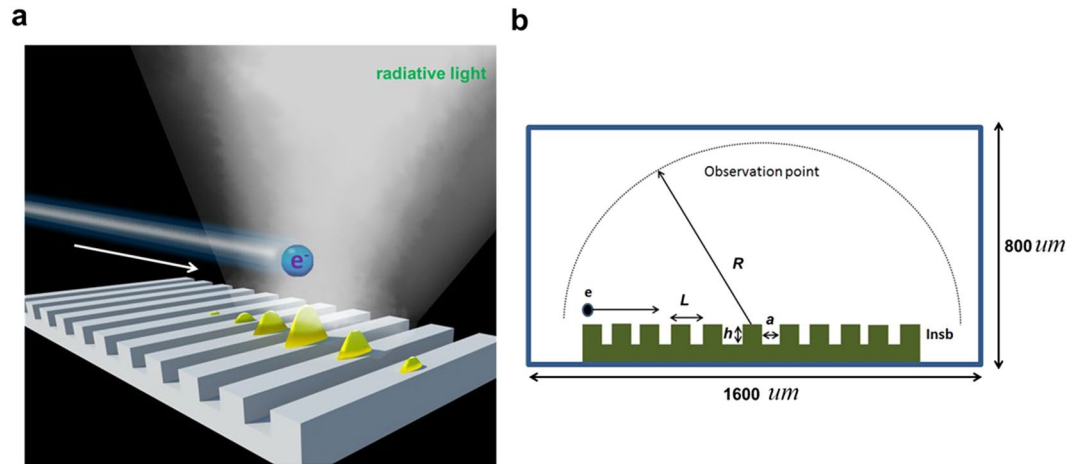 a
radiative light
e⁻
b
Observation point
800 um
R
e
L
a
h
Insb
1600 um